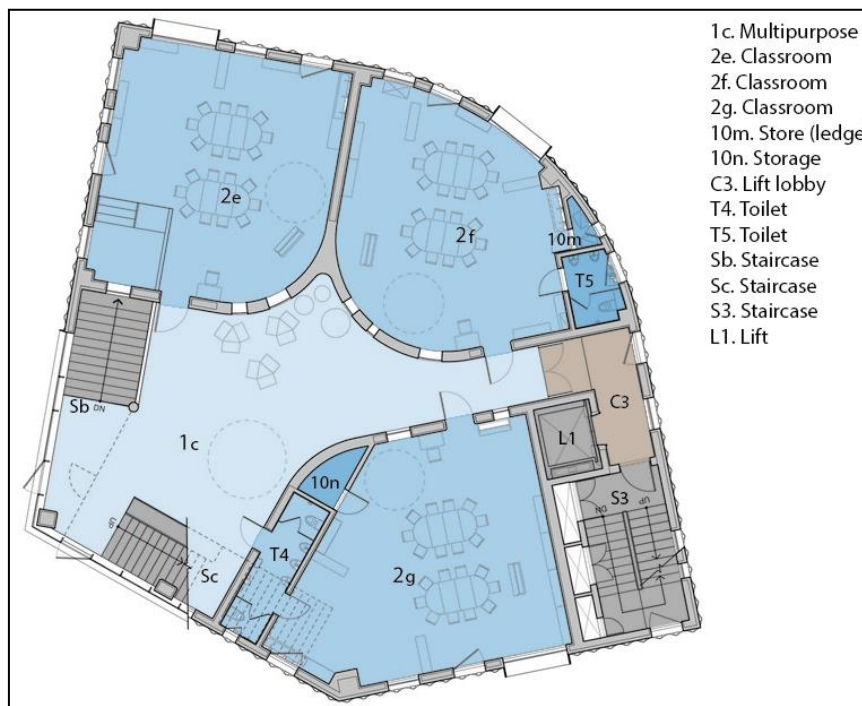 1c. Multipurpose
2e. Classroom
2f. Classroom
2g. Classroom
10m. Store (ledge
10n. Storage
C3. Lift lobby
T4. Toilet
T5. Toilet
Sb. Staircase
Sc. Staircase
S3. Staircase
L1. Lift
2e
2f
10m
T5
Sb
DN
1c
C3
L1
10n
S3
UP
DN
T4
UP
Sc
2g